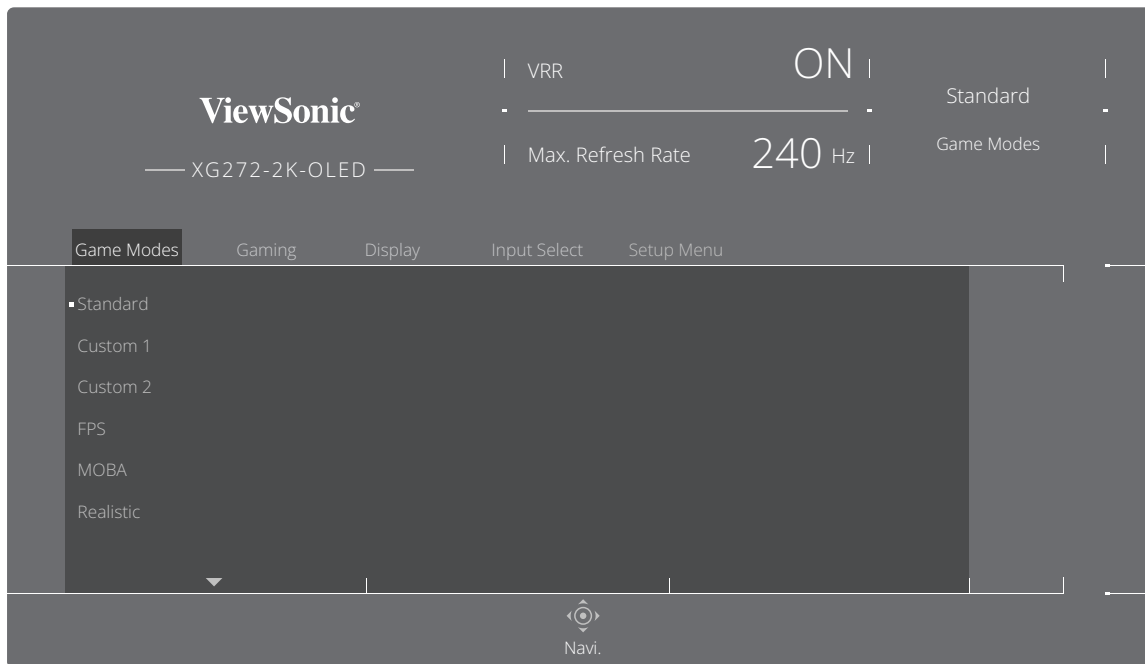 ViewSonic®
XG272-2K-OLED
VRR ON
Max. Refresh Rate 240 Hz
Standard
Game Modes
Game Modes Gaming Display Input Select Setup Menu
Standard
Custom 1
Custom 2
FPS
MOBA
Realistic
Navi.